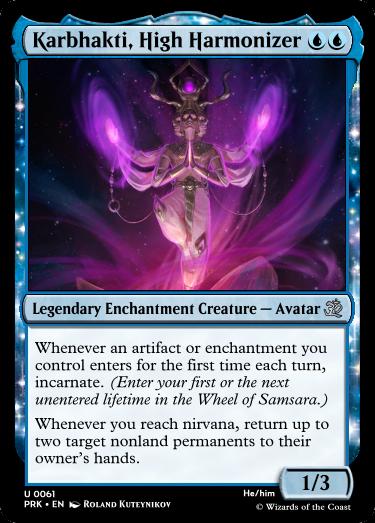 Karbhakti, High Harmonizer
Legendary Enchantment Creature — Avatar
Whenever an artifact or enchantment you
control enters for the first time each turn,
incarnate. (Enter your first or the next
unentered lifetime in the Wheel of Samsara.)
Whenever you reach nirvana, return up to
two target nonland permanents to their
owner's hands.
1/3
U 0061
PRK • EN Roland Kuteynikov
He/him
© Wizards of the Coast